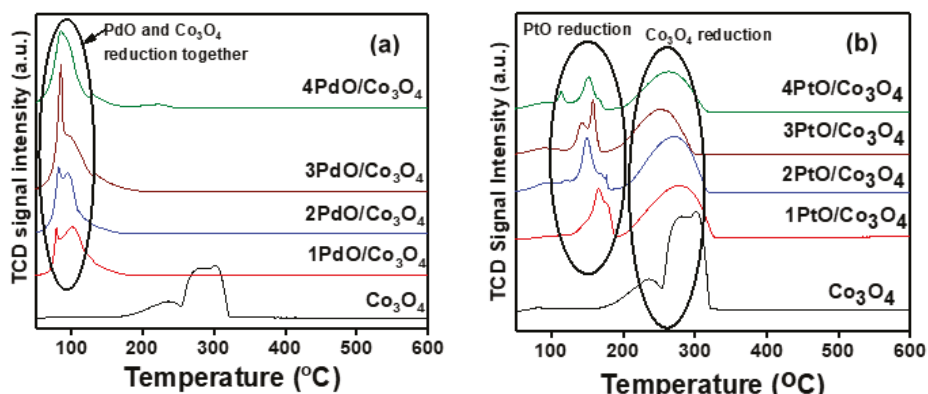 PdO and Co₃O₄
reduction together
(a)
4PdO/Co₃O₄
3PdO/Co₃O₄
2PdO/Co₃O₄
1PdO/Co₃O₄
Co₃O₄
TCD signal intensity (a.u.)
100 200 300 400 500 600
Temperature (ºC)
PtO reduction
Co₃O₄ reduction
(b)
4PtO/Co₃O₄
3PtO/Co₃O₄
2PtO/Co₃O₄
1PtO/Co₃O₄
Co₃O₄
TCD Signal Intensity (a.u.)
100 200 300 400 500 600
Temperature (ᴼC)